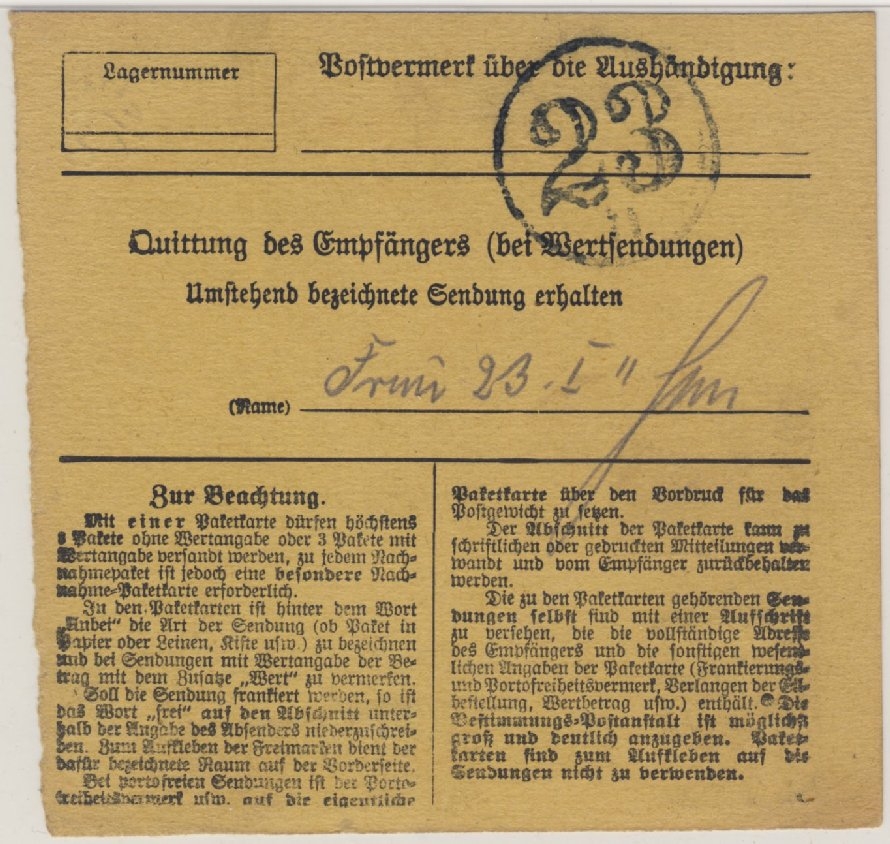 Lagernummer
Postvermerk über die Aushändigung:
23
Quittung des Empfängers (bei Wertsendungen)
Umstehend bezeichnete Sendung erhalten
(Name) 23. I
Zur Beachtung.
Mit einer Paketkarte dürfen höchstens
Pakete ohne Wertangabe oder 3 Pakete mit
Wertangabe versandt werden, zu jedem Nach-
nahmepaket ist jedoch eine besondere Nach-
nahme-Paketkarte erforderlich.
In den Paketkarten ist hinter dem Wort
„Anbei“ die Art der Sendung (ob Paket in
Papier oder Leinen, Kiste usw.) zu bezeichnen
und bei Sendungen mit Wertangabe der Be-
trag mit dem Zusatze „Wert“ zu vermerken.
Soll die Sendung frankiert werden, so ist
das Wort „frei“ auf den Abschnitt unter-
halb der Angabe des Absenders niederzuschrei-
ben. Zum Aufkleben der Freimarken dient der
dafür bezeichnete Raum auf der Vorderseite.
Bei portofreien Sendungen ist der Porto-
freiheitsvermerk usw. auf die eigentliche
Paketkarte über den Vordruck für das
Postgewicht zu setzen.
Der Abschnitt der Paketkarte kann zu
schriftlichen oder gedruckten Mitteilungen ver-
wandt und vom Empfänger zurückbehalten
werden.
Die zu den Paketkarten gehörenden Sen-
dungen selbst sind mit einer Aufschrift
zu versehen, die die vollständige Adresse
des Empfängers und die sonstigen wesent-
lichen Angaben der Paketkarte (Frankierungs-
und Portofreiheitsvermerk, Verlangen der Eil-
bestellung, Wertbetrag usw.) enthält. Die
Bestimmungs-Postanstalt ist möglichst
groß und deutlich anzugeben. Paket-
karten sind zum Aufkleben auf die
Sendungen nicht zu verwenden.